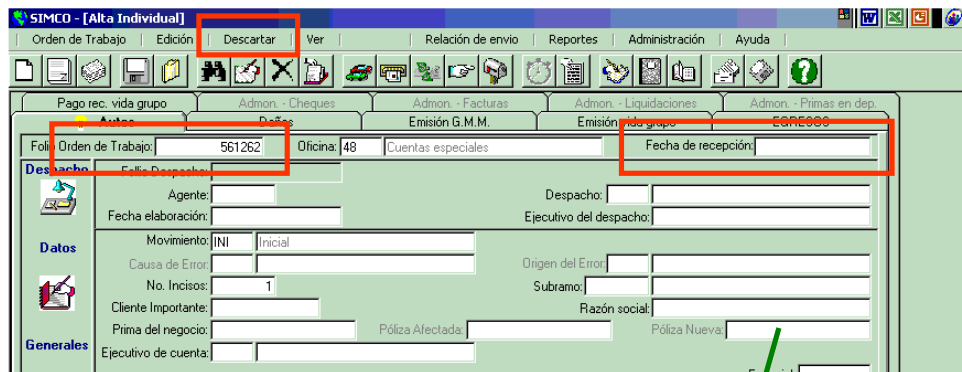 SIMCO - [Alta Individual]
Orden de Trabajo | Edición | Descartar | Ver | Relación de envio | Reportes | Administración | Ayuda
Pago rec. vida grupo Admon. - Cheques Admon. - Facturas Admon. - Liquidaciones Admon. - Primas en dep.
Autos Daños Emisión G.M.M. Emisión vida grupo EGRESOS
Folio Orden de Trabajo: 561262 Oficina: 48 Cuentas especiales Fecha de recepción:
Despacho Folio Despacho:
Agente: Despacho:
Fecha elaboración: Ejecutivo del despacho:
Datos Movimiento: INI Inicial
Causa de Error: Origen del Error:
No. Incisos: 1 Subramo:
Cliente Importante: Razón social:
Prima del negocio: Póliza Afectada: Póliza Nueva:
Generales Ejecutivo de cuenta: